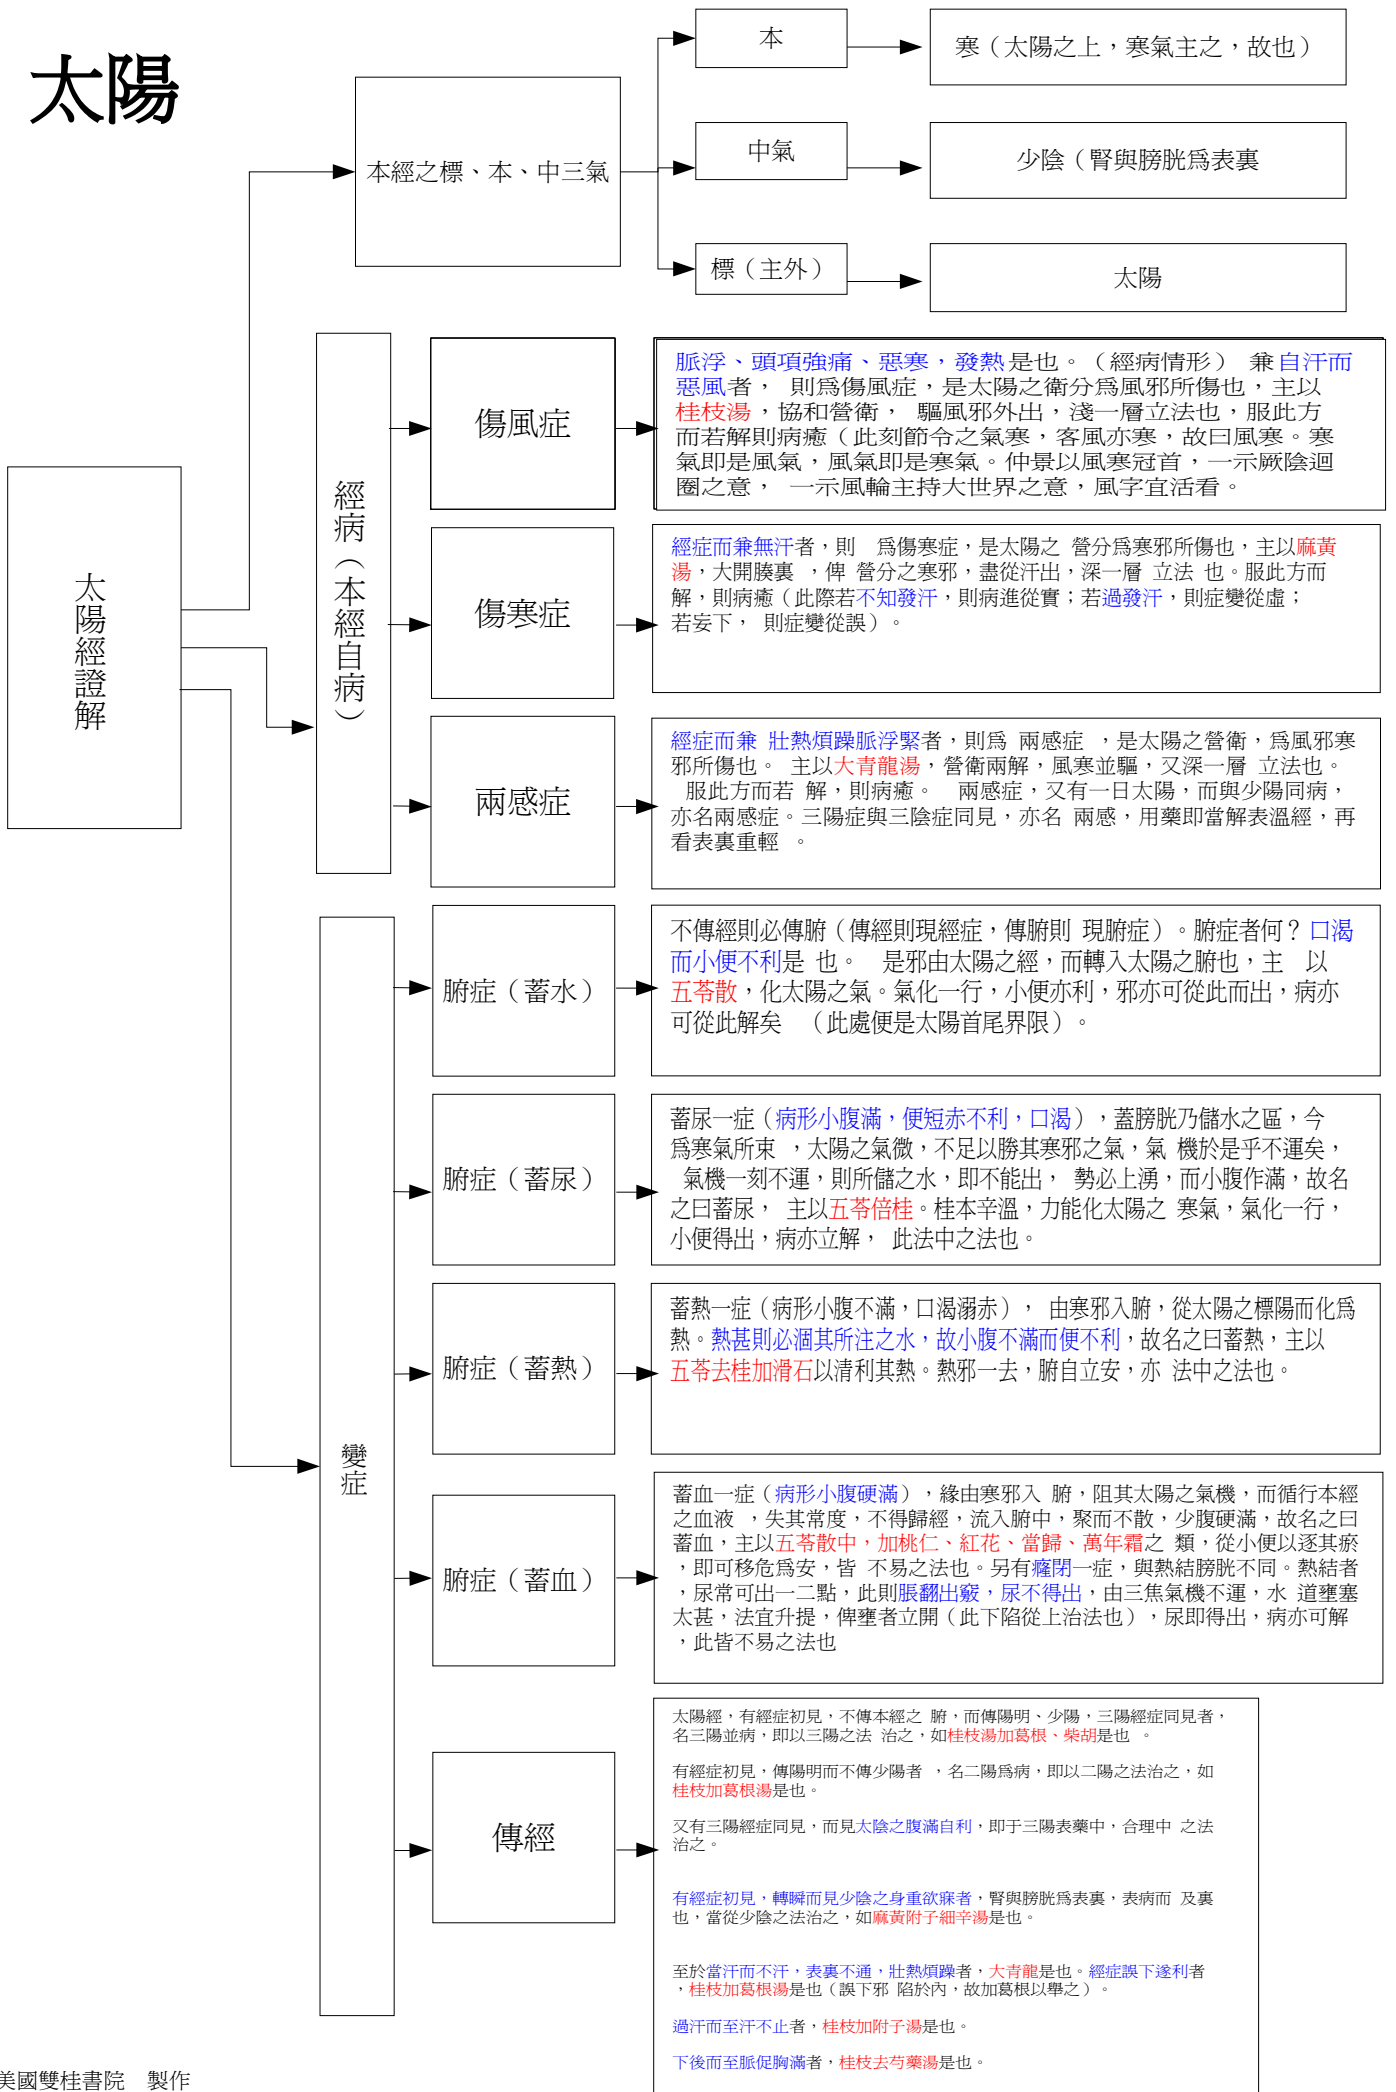 太陽
本經之標、本、中三氣
本
寒（太陽之上，寒氣主之，故也）
中氣
少陰（腎與膀胱爲表裏
標（主外）
太陽
太陽經證解
經病（本經自病）
傷風症
脈浮、頭項強痛、惡寒，發熱是也。（經病情形） 兼自汗而
惡風者， 則爲傷風症，是太陽之衛分爲風邪所傷也，主以
桂枝湯，協和營衛， 驅風邪外出，淺一層立法也，服此方
而若解則病癒（此刻節令之氣寒，客風亦寒，故曰風寒。寒
氣即是風氣，風氣即是寒氣。仲景以風寒冠首，一示厥陰迴
圈之意， 一示風輪主持大世界之意，風字宜活看。
傷寒症
經症而兼無汗者，則 爲傷寒症，是太陽之 營分爲寒邪所傷也，主以麻黃
湯，大開腠裏 ，俾 營分之寒邪，盡從汗出，深一層 立法 也。服此方而
解，則病癒（此際若不知發汗，則病進從實；若過發汗，則症變從虛；
若妄下， 則症變從誤）。
兩感症
經症而兼 壯熱煩躁脈浮緊者，則爲 兩感症 ，是太陽之營衛，爲風邪寒
邪所傷也。 主以大青龍湯，營衛兩解，風寒並驅，又深一層 立法也。
服此方而若 解，則病癒。 兩感症，又有一日太陽，而與少陽同病，
亦名兩感症。三陽症與三陰症同見，亦名 兩感，用藥即當解表溫經，再
看表裏重輕 。
變症
腑症（蓄水）
不傳經則必傳腑（傳經則現經症，傳腑則 現腑症）。腑症者何？口渴
而小便不利是 也。 是邪由太陽之經，而轉入太陽之腑也，主 以
五苓散，化太陽之氣。氣化一行，小便亦利，邪亦可從此而出，病亦
可從此解矣 （此處便是太陽首尾界限）。
腑症（蓄尿）
蓄尿一症（病形小腹滿，便短赤不利，口渴），蓋膀胱乃儲水之區，今
爲寒氣所束 ，太陽之氣微，不足以勝其寒邪之氣，氣 機於是乎不運矣，
氣機一刻不運，則所儲之水，即不能出， 勢必上湧，而小腹作滿，故名
之曰蓄尿， 主以五苓倍桂。桂本辛溫，力能化太陽之 寒氣，氣化一行，
小便得出，病亦立解， 此法中之法也。
腑症（蓄熱）
蓄熱一症（病形小腹不滿，口渴溺赤）， 由寒邪入腑，從太陽之標陽而化爲
熱。熱甚則必涸其所注之水，故小腹不滿而便不利，故名之曰蓄熱，主以
五苓去桂加滑石以清利其熱。熱邪一去，腑自立安，亦 法中之法也。
腑症（蓄血）
蓄血一症（病形小腹硬滿），緣由寒邪入 腑，阻其太陽之氣機，而循行本經
之血液 ，失其常度，不得歸經，流入腑中，聚而不散，少腹硬滿，故名之曰
蓄血，主以五苓散中，加桃仁、紅花、當歸、萬年霜之 類，從小便以逐其瘀
，即可移危爲安，皆 不易之法也。另有癃閉一症，與熱結膀胱不同。熱結者
，尿常可出一二點，此則脹翻出竅，尿不得出，由三焦氣機不運，水 道壅塞
太甚，法宜升提，俾壅者立開（此下陷從上治法也），尿即得出，病亦可解
，此皆不易之法也
傳經
太陽經，有經症初見，不傳本經之 腑，而傳陽明、少陽，三陽經症同見者，
名三陽並病，即以三陽之法 治之，如桂枝湯加葛根、柴胡是也 。
有經症初見，傳陽明而不傳少陽者 ，名二陽爲病，即以二陽之法治之，如
桂枝加葛根湯是也。
又有三陽經症同見，而見太陰之腹滿自利，即于三陽表藥中，合理中 之法
治之。
有經症初見，轉瞬而見少陰之身重欲寐者，腎與膀胱爲表裏，表病而 及裏
也，當從少陰之法治之，如麻黃附子細辛湯是也。
至於當汗而不汗，表裏不通，壯熱煩躁者，大青龍是也。經症誤下遂利者
，桂枝加葛根湯是也（誤下邪 陷於內，故加葛根以舉之）。
過汗而至汗不止者，桂枝加附子湯是也。
下後而至脈促胸滿者，桂枝去芍藥湯是也。
美國雙桂書院 製作